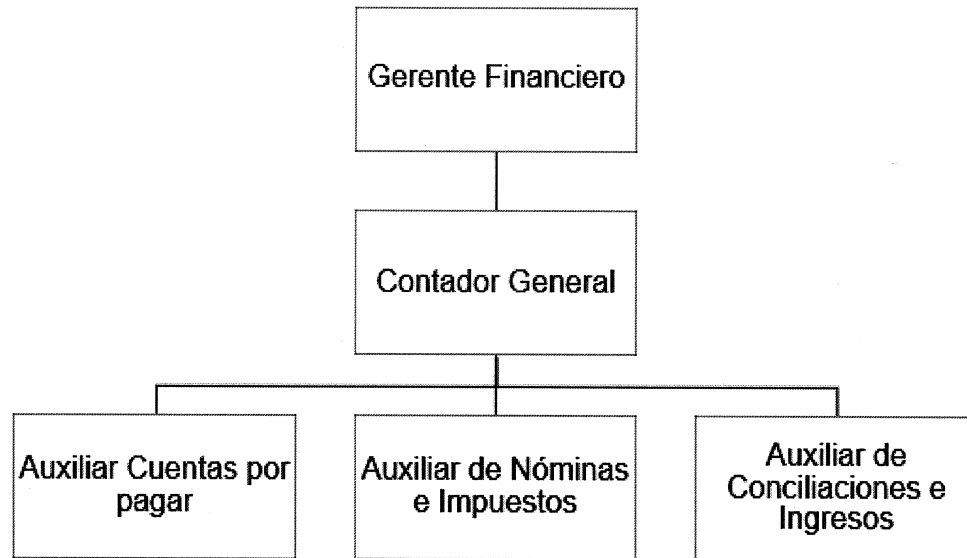 Gerente Financiero
Contador General
Auxiliar Cuentas por
pagar
Auxiliar de Nóminas
e Impuestos
Auxiliar de
Conciliaciones e
Ingresos